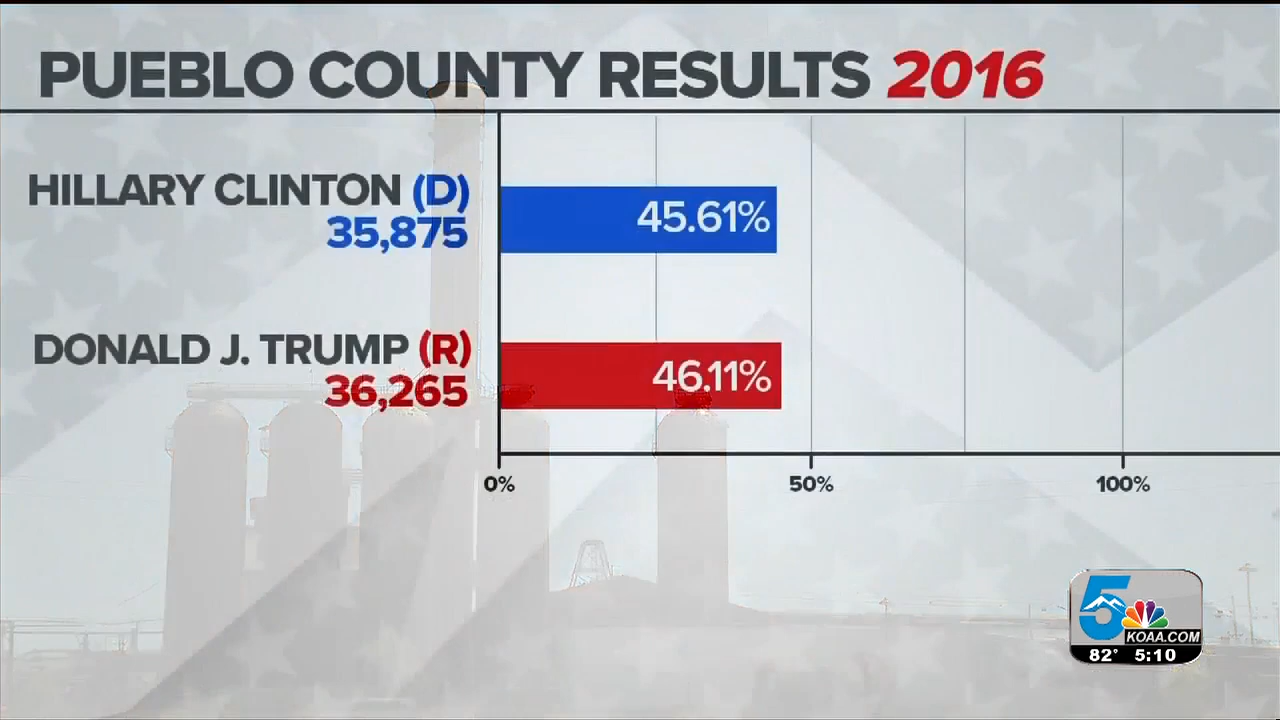 PUEBLO COUNTY RESULTS 2016
HILLARY CLINTON (D)
35,875
45.61%
DONALD J. TRUMP (R)
36,265
46.11%
0%
50%
100%
5
KOAA.COM
82° 5:10